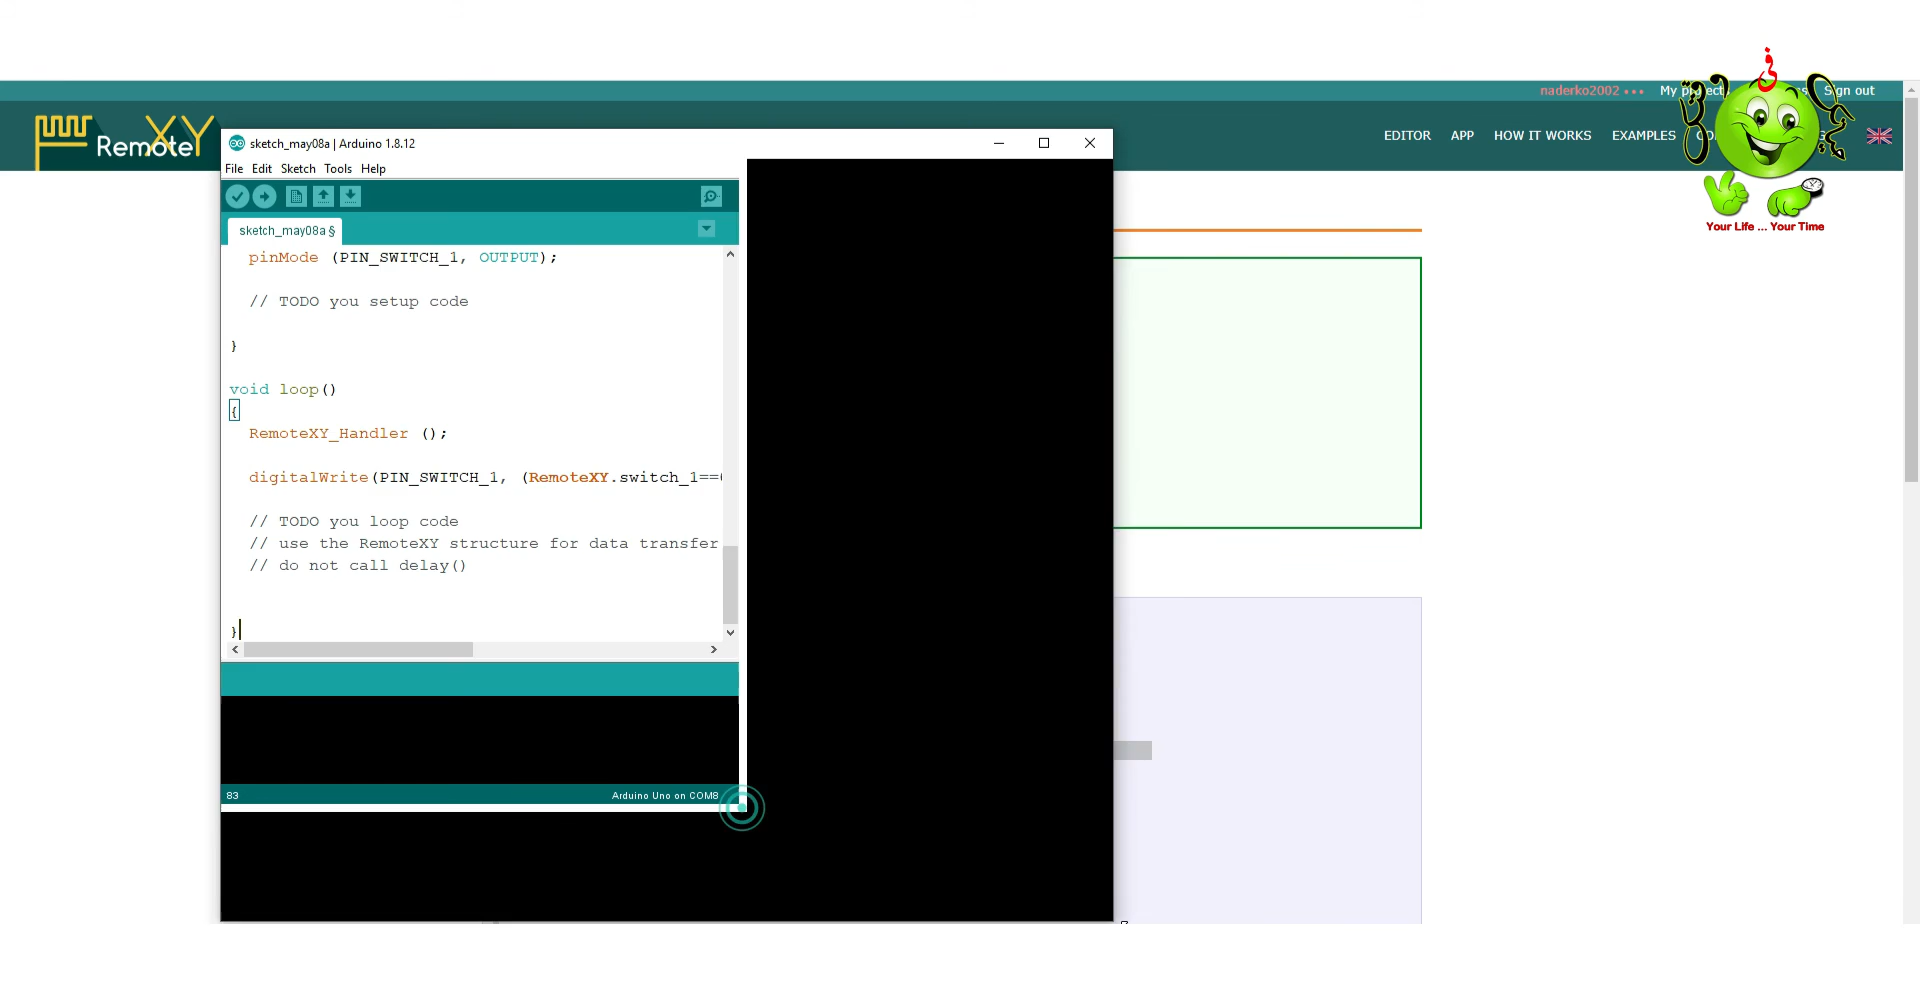 naderko2002 •••
My project
Sign out
RemoteXY
EDITOR
APP
HOW IT WORKS
EXAMPLES
Your Life ... Your Time
sketch_may08a | Arduino 1.8.12
File Edit Sketch Tools Help
sketch_may08a §
pinMode (PIN_SWITCH_1, OUTPUT);
// TODO you setup code
}
void loop()
{
RemoteXY_Handler ();
digitalWrite(PIN_SWITCH_1, (RemoteXY.switch_1==
// TODO you loop code
// use the RemoteXY structure for data transfer
// do not call delay()
}
83
Arduino Uno on COM8